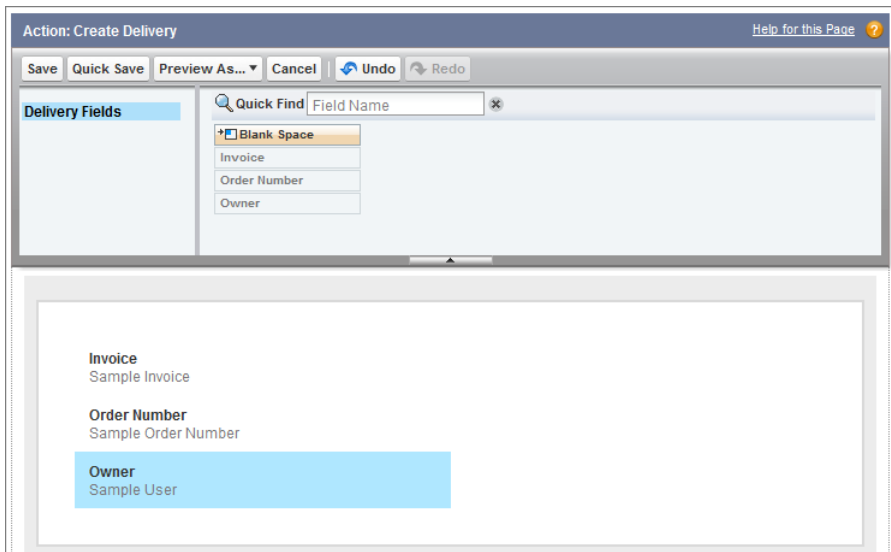 Action: Create Delivery
Help for this Page
Save Quick Save Preview As... Cancel Undo Redo
Delivery Fields
Quick Find Field Name
Blank Space
Invoice
Order Number
Owner
Invoice
Sample Invoice
Order Number
Sample Order Number
Owner
Sample User